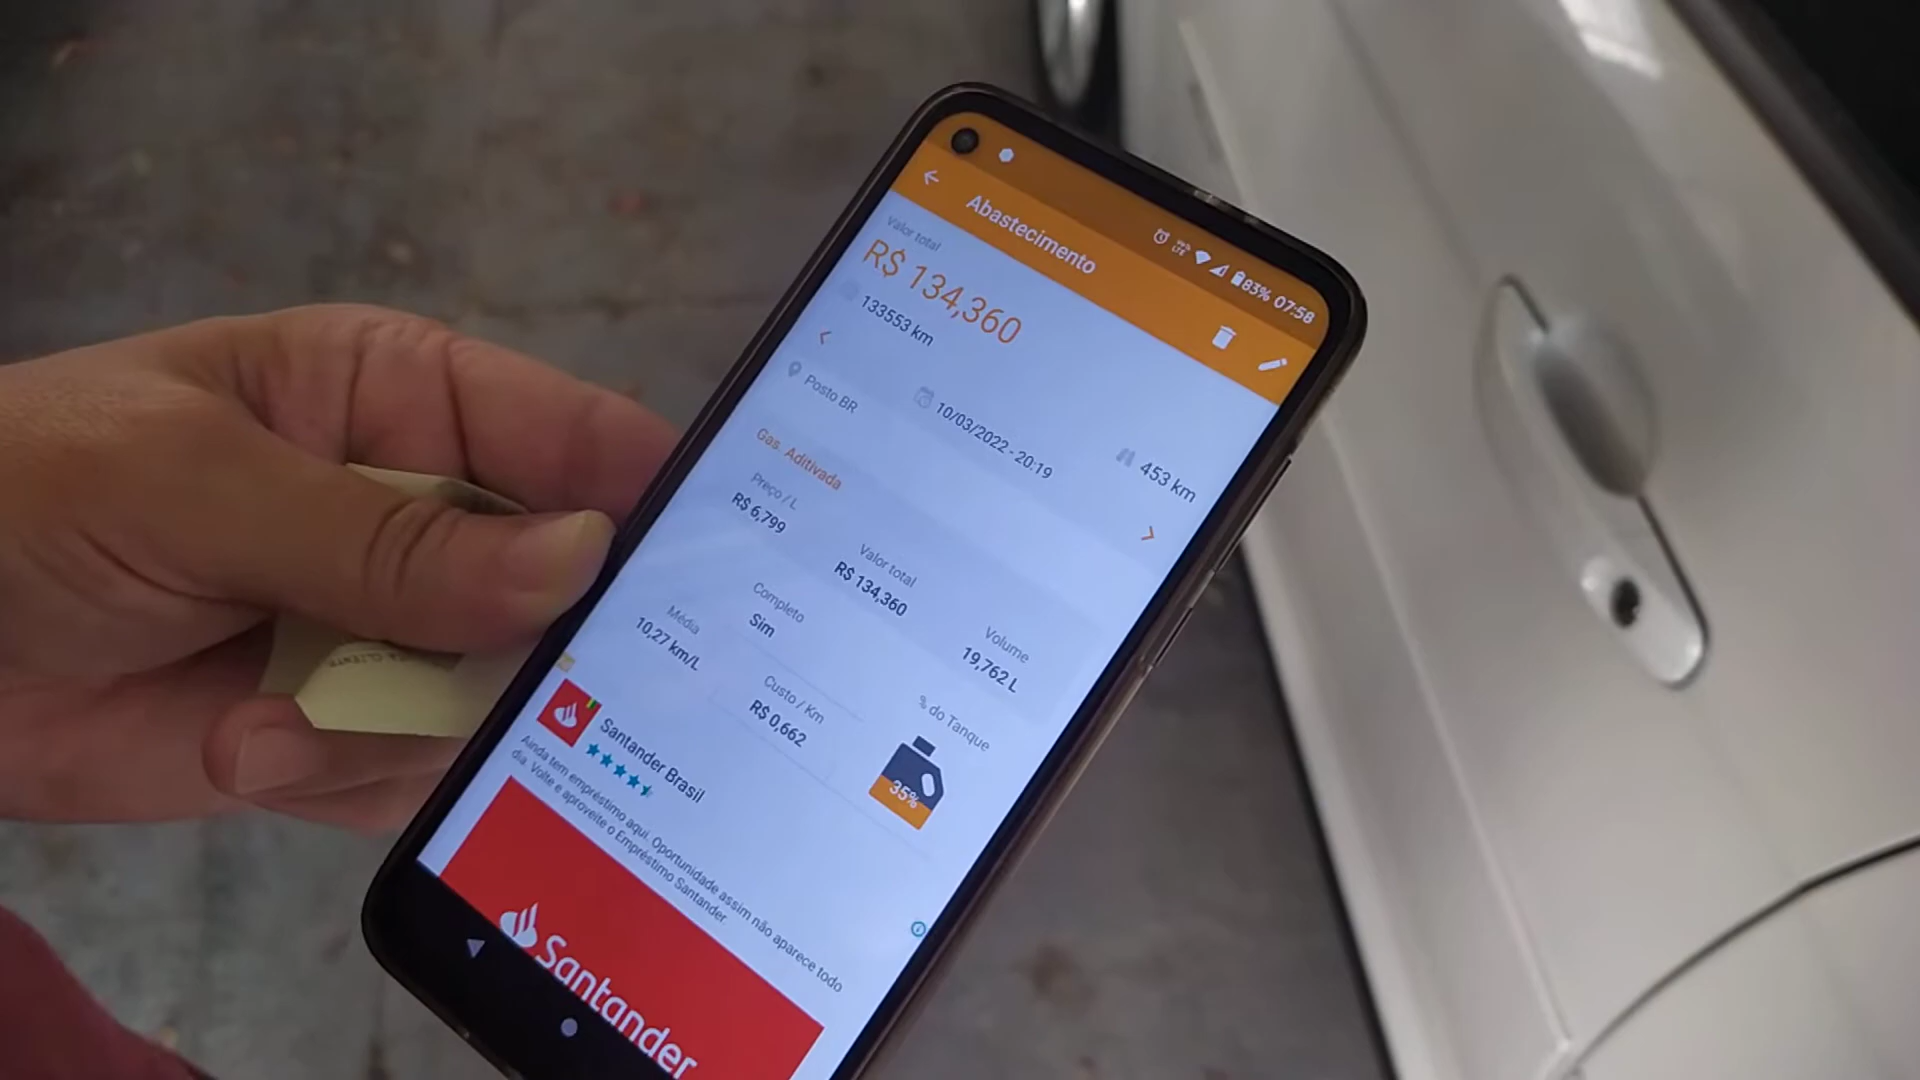 83% 07:58
Abastecimento
Valor total
R$ 134,360
133553 km
10/03/2022 - 20:19
453 km
Posto BR
Gas. Aditivada
Preço / L
R$ 6,799
Valor total
R$ 134,360
Volume
19,762 L
Média
10,27 km/L
Completo
Sim
Custo / Km
R$ 0,662
% do Tanque
35%
Santander Brasil
Ainda tem empréstimo aqui. Oportunidade assim não aparece todo
dia. Volte e aproveite o Empréstimo Santander.
Santander